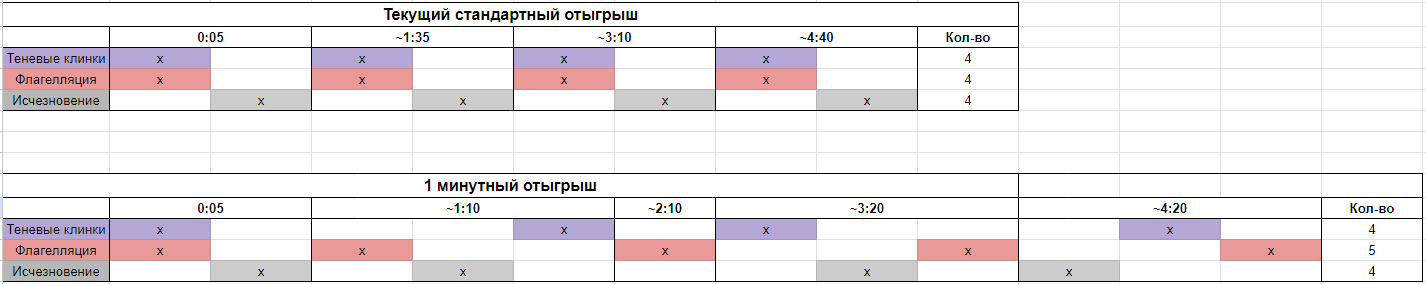 Текущий стандартный отыгрыш
0:05 ~1:35 ~3:10 ~4:40 Кол-во
Теневые клинки x x x x 4
Флагелляция x x x x 4
Исчезновение x x x x 4
1 минутный отыгрыш
0:05 ~1:10 ~2:10 ~3:20 ~4:20 Кол-во
Теневые клинки x x x x 4
Флагелляция x x x x x 5
Исчезновение x x x x 4